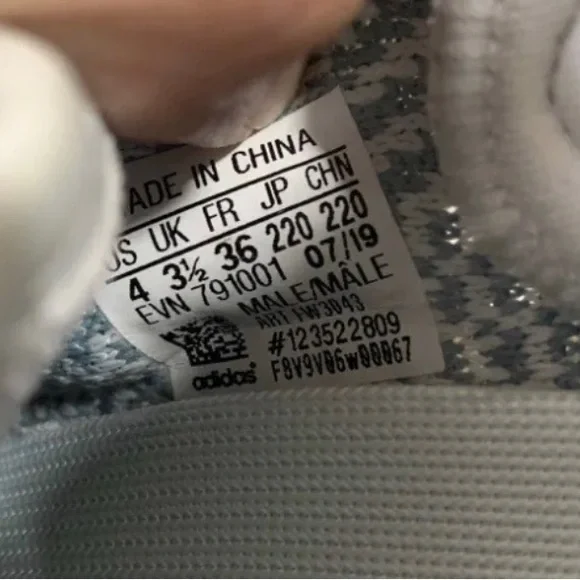 ADE IN CHINA
US UK FR JP CHN
4 3½ 36 220 220
EVN 791001 07/19
MALE/MÂLE
ART FW3043
#123522809
adidas F8V9V06W00067